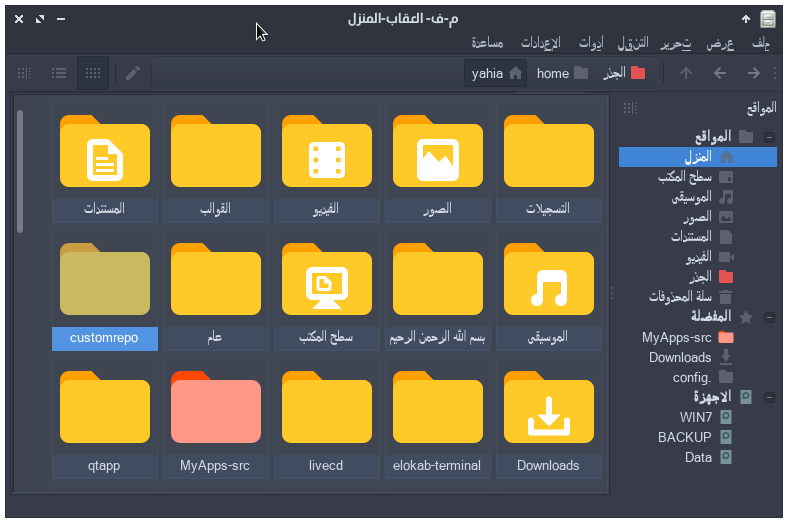 م-ف- العقاب-المنزل
ملف عرض تحرير التنقل أدوات الإعدادات مساعدة
الجذر home yahia
المواقع
المواقع
المنزل
سطح المكتب
الموسيقى
الصور
المستندات
الفيديو
الجذر
سلة المحذوفات
المفضلة
MyApps-src
Downloads
config.
الاجهزة
WIN7
BACKUP
Data
التسجيلات الصور الفيديو القوالب المستندات
الموسيقى بسم الله الرحمن الرحيم سطح المكتب عام customrepo
Downloads elokab-terminal livecd MyApps-src qtapp